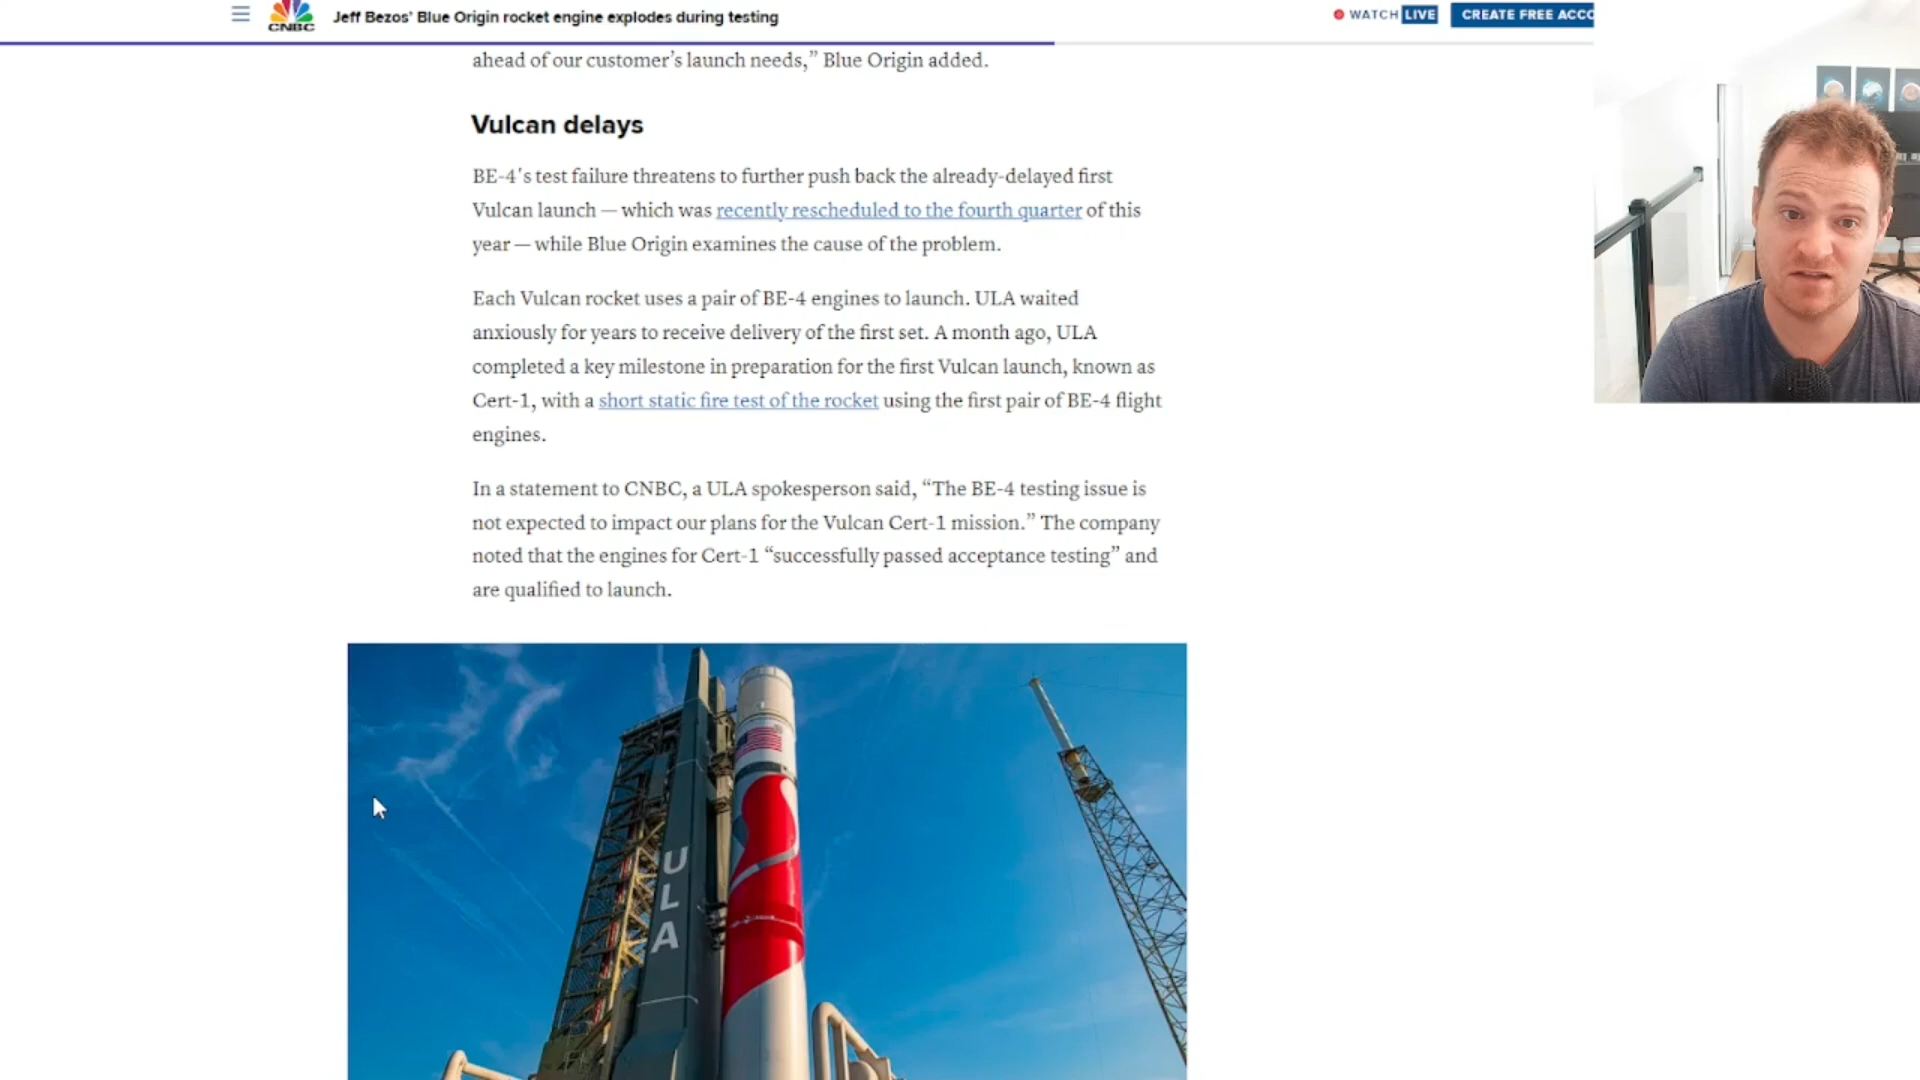 CNBC
Jeff Bezos’ Blue Origin rocket engine explodes during testing
WATCH LIVE
CREATE FREE ACCO
ahead of our customer’s launch needs,” Blue Origin added.
Vulcan delays
BE-4′s test failure threatens to further push back the already-delayed first
Vulcan launch — which was recently rescheduled to the fourth quarter of this
year — while Blue Origin examines the cause of the problem.
Each Vulcan rocket uses a pair of BE-4 engines to launch. ULA waited
anxiously for years to receive delivery of the first set. A month ago, ULA
completed a key milestone in preparation for the first Vulcan launch, known as
Cert-1, with a short static fire test of the rocket using the first pair of BE-4 flight
engines.
In a statement to CNBC, a ULA spokesperson said, “The BE-4 testing issue is
not expected to impact our plans for the Vulcan Cert-1 mission.” The company
noted that the engines for Cert-1 “successfully passed acceptance testing” and
are qualified to launch.
ULA